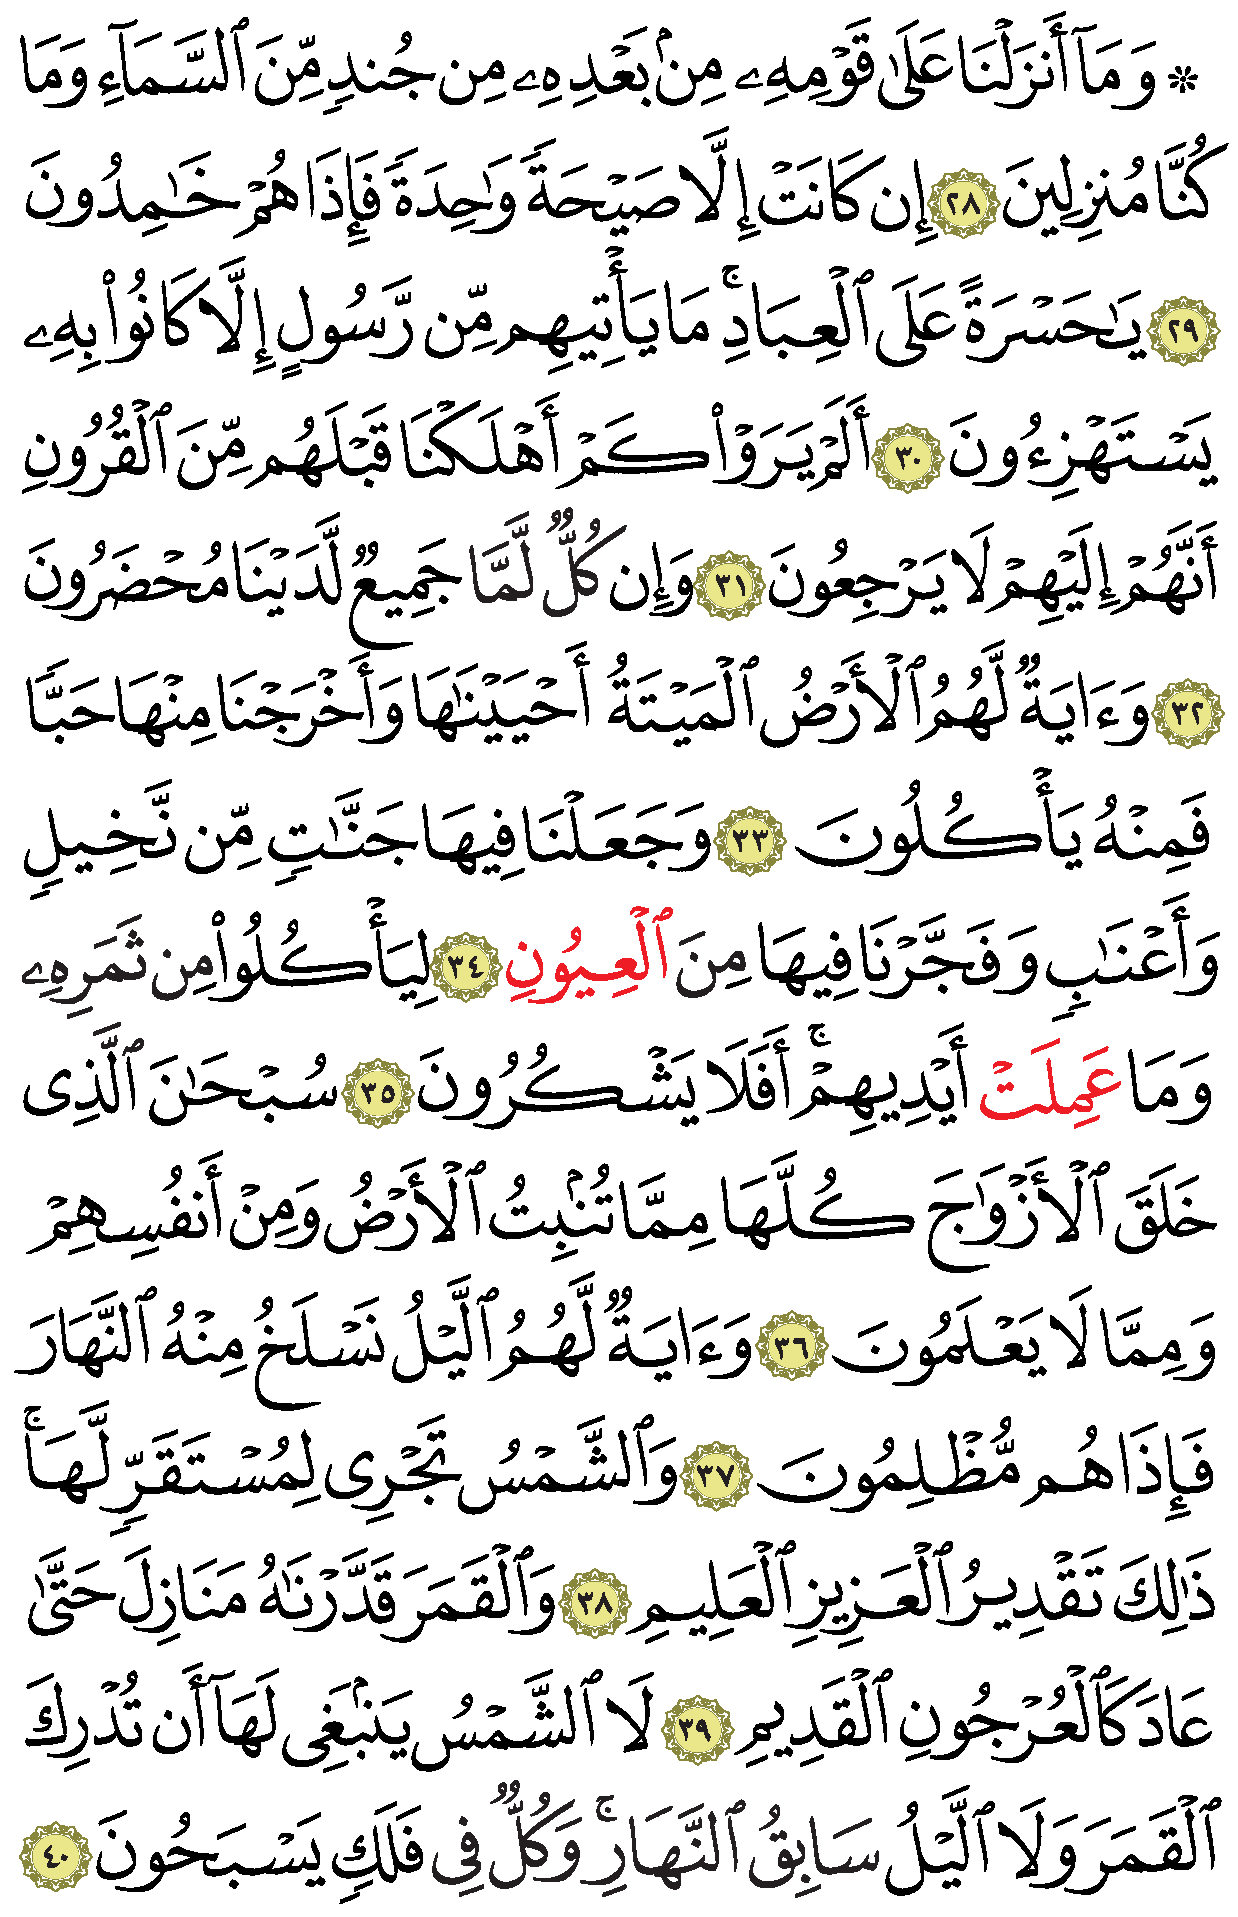 ۞ وَمَآ أَنزَلْنَا عَلَىٰ قَوْمِهِۦ مِنۢ بَعْدِهِۦ مِن جُندٍ مِّنَ ٱلسَّمَآءِ وَمَا
كُنَّا مُنزِلِينَ ٢٨ إِن كَانَتْ إِلَّا صَيْحَةً وَٰحِدَةً فَإِذَا هُمْ خَـٰمِدُونَ
٢٩ يَـٰحَسْرَةً عَلَى ٱلْعِبَادِۚ مَا يَأْتِيهِم مِّن رَّسُولٍ إِلَّا كَانُوا۟ بِهِۦ
يَسْتَهْزِءُونَ ٣٠ أَلَمْ يَرَوْا۟ كَمْ أَهْلَكْنَا قَبْلَهُم مِّنَ ٱلْقُرُونِ
أَنَّهُمْ إِلَيْهِمْ لَا يَرْجِعُونَ ٣١ وَإِن كُلٌّ لَّمَّا جَمِيعٌ لَّدَيْنَا مُحْضَرُونَ
٣٢ وَءَايَةٌ لَّهُمُ ٱلْأَرْضُ ٱلْمَيْتَةُ أَحْيَيْنَـٰهَا وَأَخْرَجْنَا مِنْهَا حَبًّا
فَمِنْهُ يَأْكُلُونَ ٣٣ وَجَعَلْنَا فِيهَا جَنَّـٰتٍ مِّن نَّخِيلٍ
وَأَعْنَـٰبٍ وَفَجَّرْنَا فِيهَا مِنَ ٱلْعِيُونِ ٣٤ لِيَأْكُلُوا۟ مِن ثَمَرِهِۦ
وَمَا عَمِلَتْ أَيْدِيهِمْۚ أَفَلَا يَشْكُرُونَ ٣٥ سُبْحَـٰنَ ٱلَّذِى
خَلَقَ ٱلْأَزْوَٰجَ كُلَّهَا مِمَّا تُنۢبِتُ ٱلْأَرْضُ وَمِنْ أَنفُسِهِمْ
وَمِمَّا لَا يَعْلَمُونَ ٣٦ وَءَايَةٌ لَّهُمُ ٱلَّيْلُ نَسْلَخُ مِنْهُ ٱلنَّهَارَ
فَإِذَا هُم مُّظْلِمُونَ ٣٧ وَٱلشَّمْسُ تَجْرِى لِمُسْتَقَرٍّ لَّهَاۚ
ذَٰلِكَ تَقْدِيرُ ٱلْعَزِيزِ ٱلْعَلِيمِ ٣٨ وَٱلْقَمَرَ قَدَّرْنَـٰهُ مَنَازِلَ حَتَّىٰ
عَادَ كَٱلْعُرْجُونِ ٱلْقَدِيمِ ٣٩ لَا ٱلشَّمْسُ يَنۢبَغِى لَهَآ أَن تُدْرِكَ
ٱلْقَمَرَ وَلَا ٱلَّيْلُ سَابِقُ ٱلنَّهَارِۚ وَكُلٌّ فِى فَلَكٍ يَسْبَحُونَ ٤٠